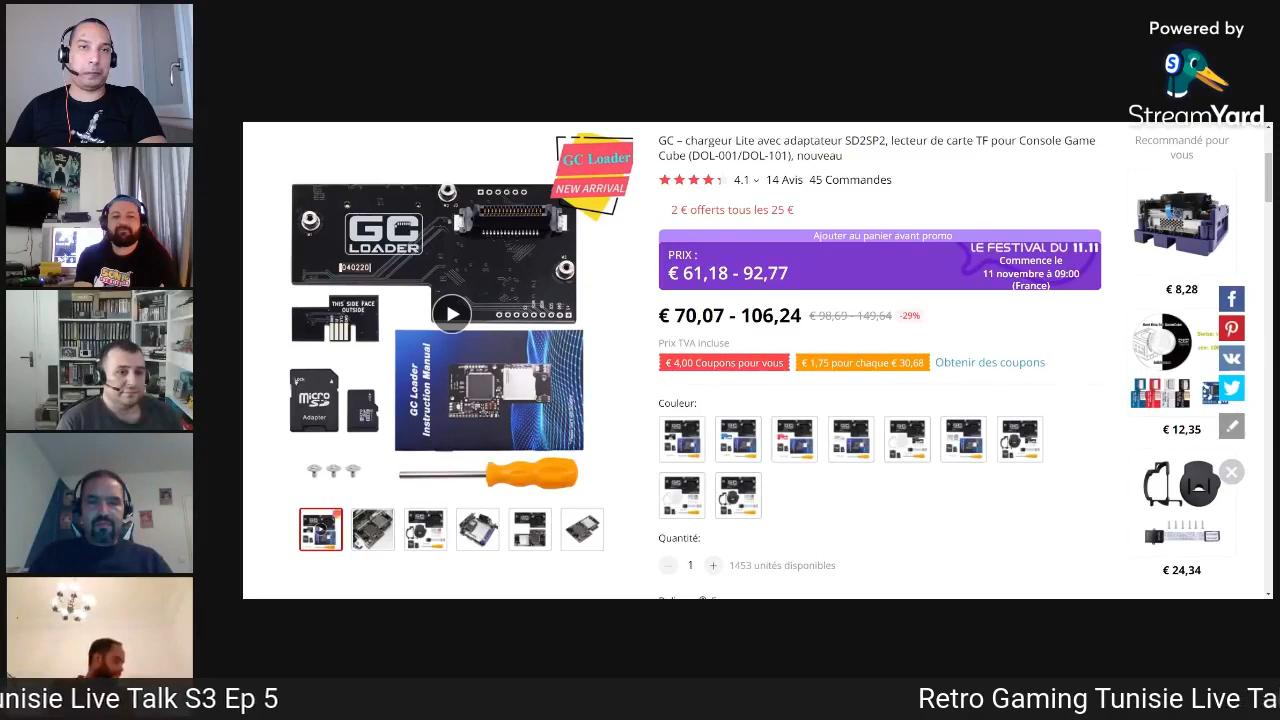 Powered by
StreamYard
GC – chargeur Lite avec adaptateur SD2SP2, lecteur de carte TF pour Console Game
Cube (DOL-001/DOL-101), nouveau
4.1
14 Avis
45 Commandes
2 € offerts tous les 25 €
Ajouter au panier avant promo
PRIX :
€ 61,18 - 92,77
LE FESTIVAL DU 11.11
Commence le
11 novembre à 09:00
(France)
€ 70,07 - 106,24
€ 98,69 - 149,64
-29%
Prix TVA incluse
€ 4,00 Coupons pour vous
€ 1,75 pour chaque € 30,68
Obtenir des coupons
Couleur:
Quantité:
1
1453 unités disponibles
GC Loader
NEW ARRIVAL
GC
LOADER
040220
THIS SIDE FACE
OUTSIDE
Lock
Micro
SD
Adapter
GC Loader
Instruction Manual
Recommandé pour
vous
€ 8,28
€ 12,35
€ 24,34
unisie Live Talk S3 Ep 5
Retro Gaming Tunisie Live Ta